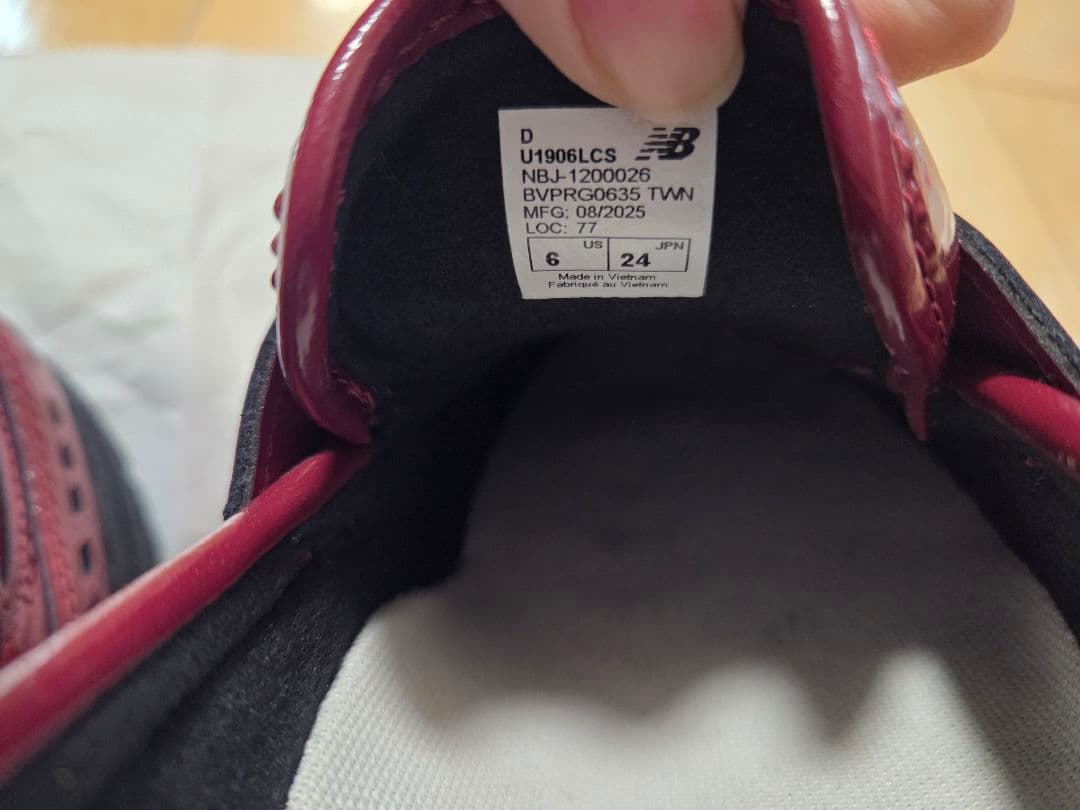 D
NB
U1906LCS
NBJ-1200026
BVPRG0635 TWN
MFG: 08/2025
LOC: 77
6 US 24 JPN
Made in Vietnam
Fabriqué au Vietnam